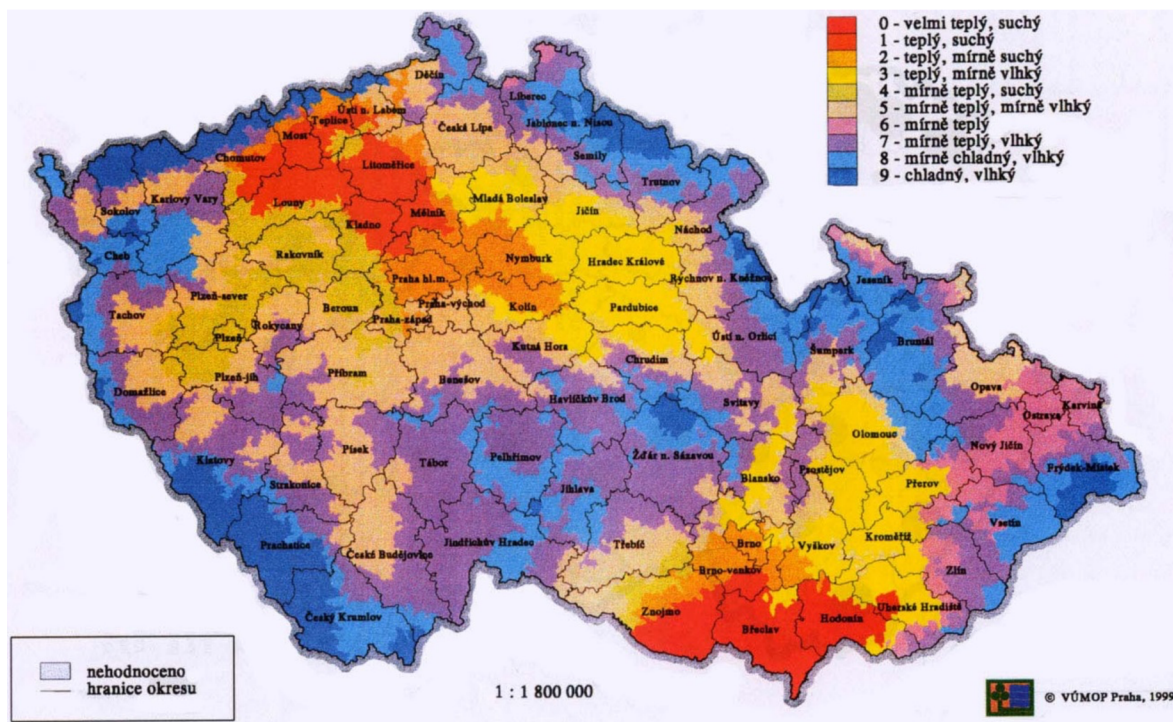 0 - velmi teplý, suchý
1 - teplý, suchý
2 - teplý, mírně suchý
3 - teplý, mírně vlhký
4 - mírně teplý, suchý
5 - mírně teplý, mírně vlhký
6 - mírně teplý
7 - mírně teplý, vlhký
8 - mírně chladný, vlhký
9 - chladný, vlhký
Děčín
Liberec
Ústí n. Labem
Teplice
Jablonec n. Nisou
Most
Česká Lípa
Semily
Chomutov
Litoměřice
Trutnov
Karlovy Vary
Mladá Boleslav
Sokolov
Louny
Jičín
Mělník
Kladno
Náchod
Cheb
Rakovník
Nymburk
Hradec Králové
Jeseník
Praha hl.m.
Rychnov n. Kněžnou
Plzeň-sever
Praha-východ
Kolín
Pardubice
Tachov
Beroun
Praha-západ
Rokycany
Plzeň
Ústí n. Orlicí
Bruntál
Kutná Hora
Šumpark
Chrudim
Opava
Plzeň-jih
Příbram
Benešov
Domažlice
Havlíčkův Brod
Svitavy
Karviná
Ostrava
Olomouc
Nový Jičín
Písek
Klatovy
Tábor
Pelhřimov
Žďár n. Sázavou
Frýdek-Místek
Prostějov
Blansko
Přerov
Strakonice
Jihlava
Vsetín
Kroměříž
Prachatice
České Budějovice
Jindřichův Hradec
Třebíč
Brno
Vyškov
Brno-venkov
Zlín
Uherské Hradiště
Znojmo
Hodonín
Český Krumlov
Břeclav
nehodnoceno
hranice okresu
1 : 1 800 000
© VÚMOP Praha, 1999